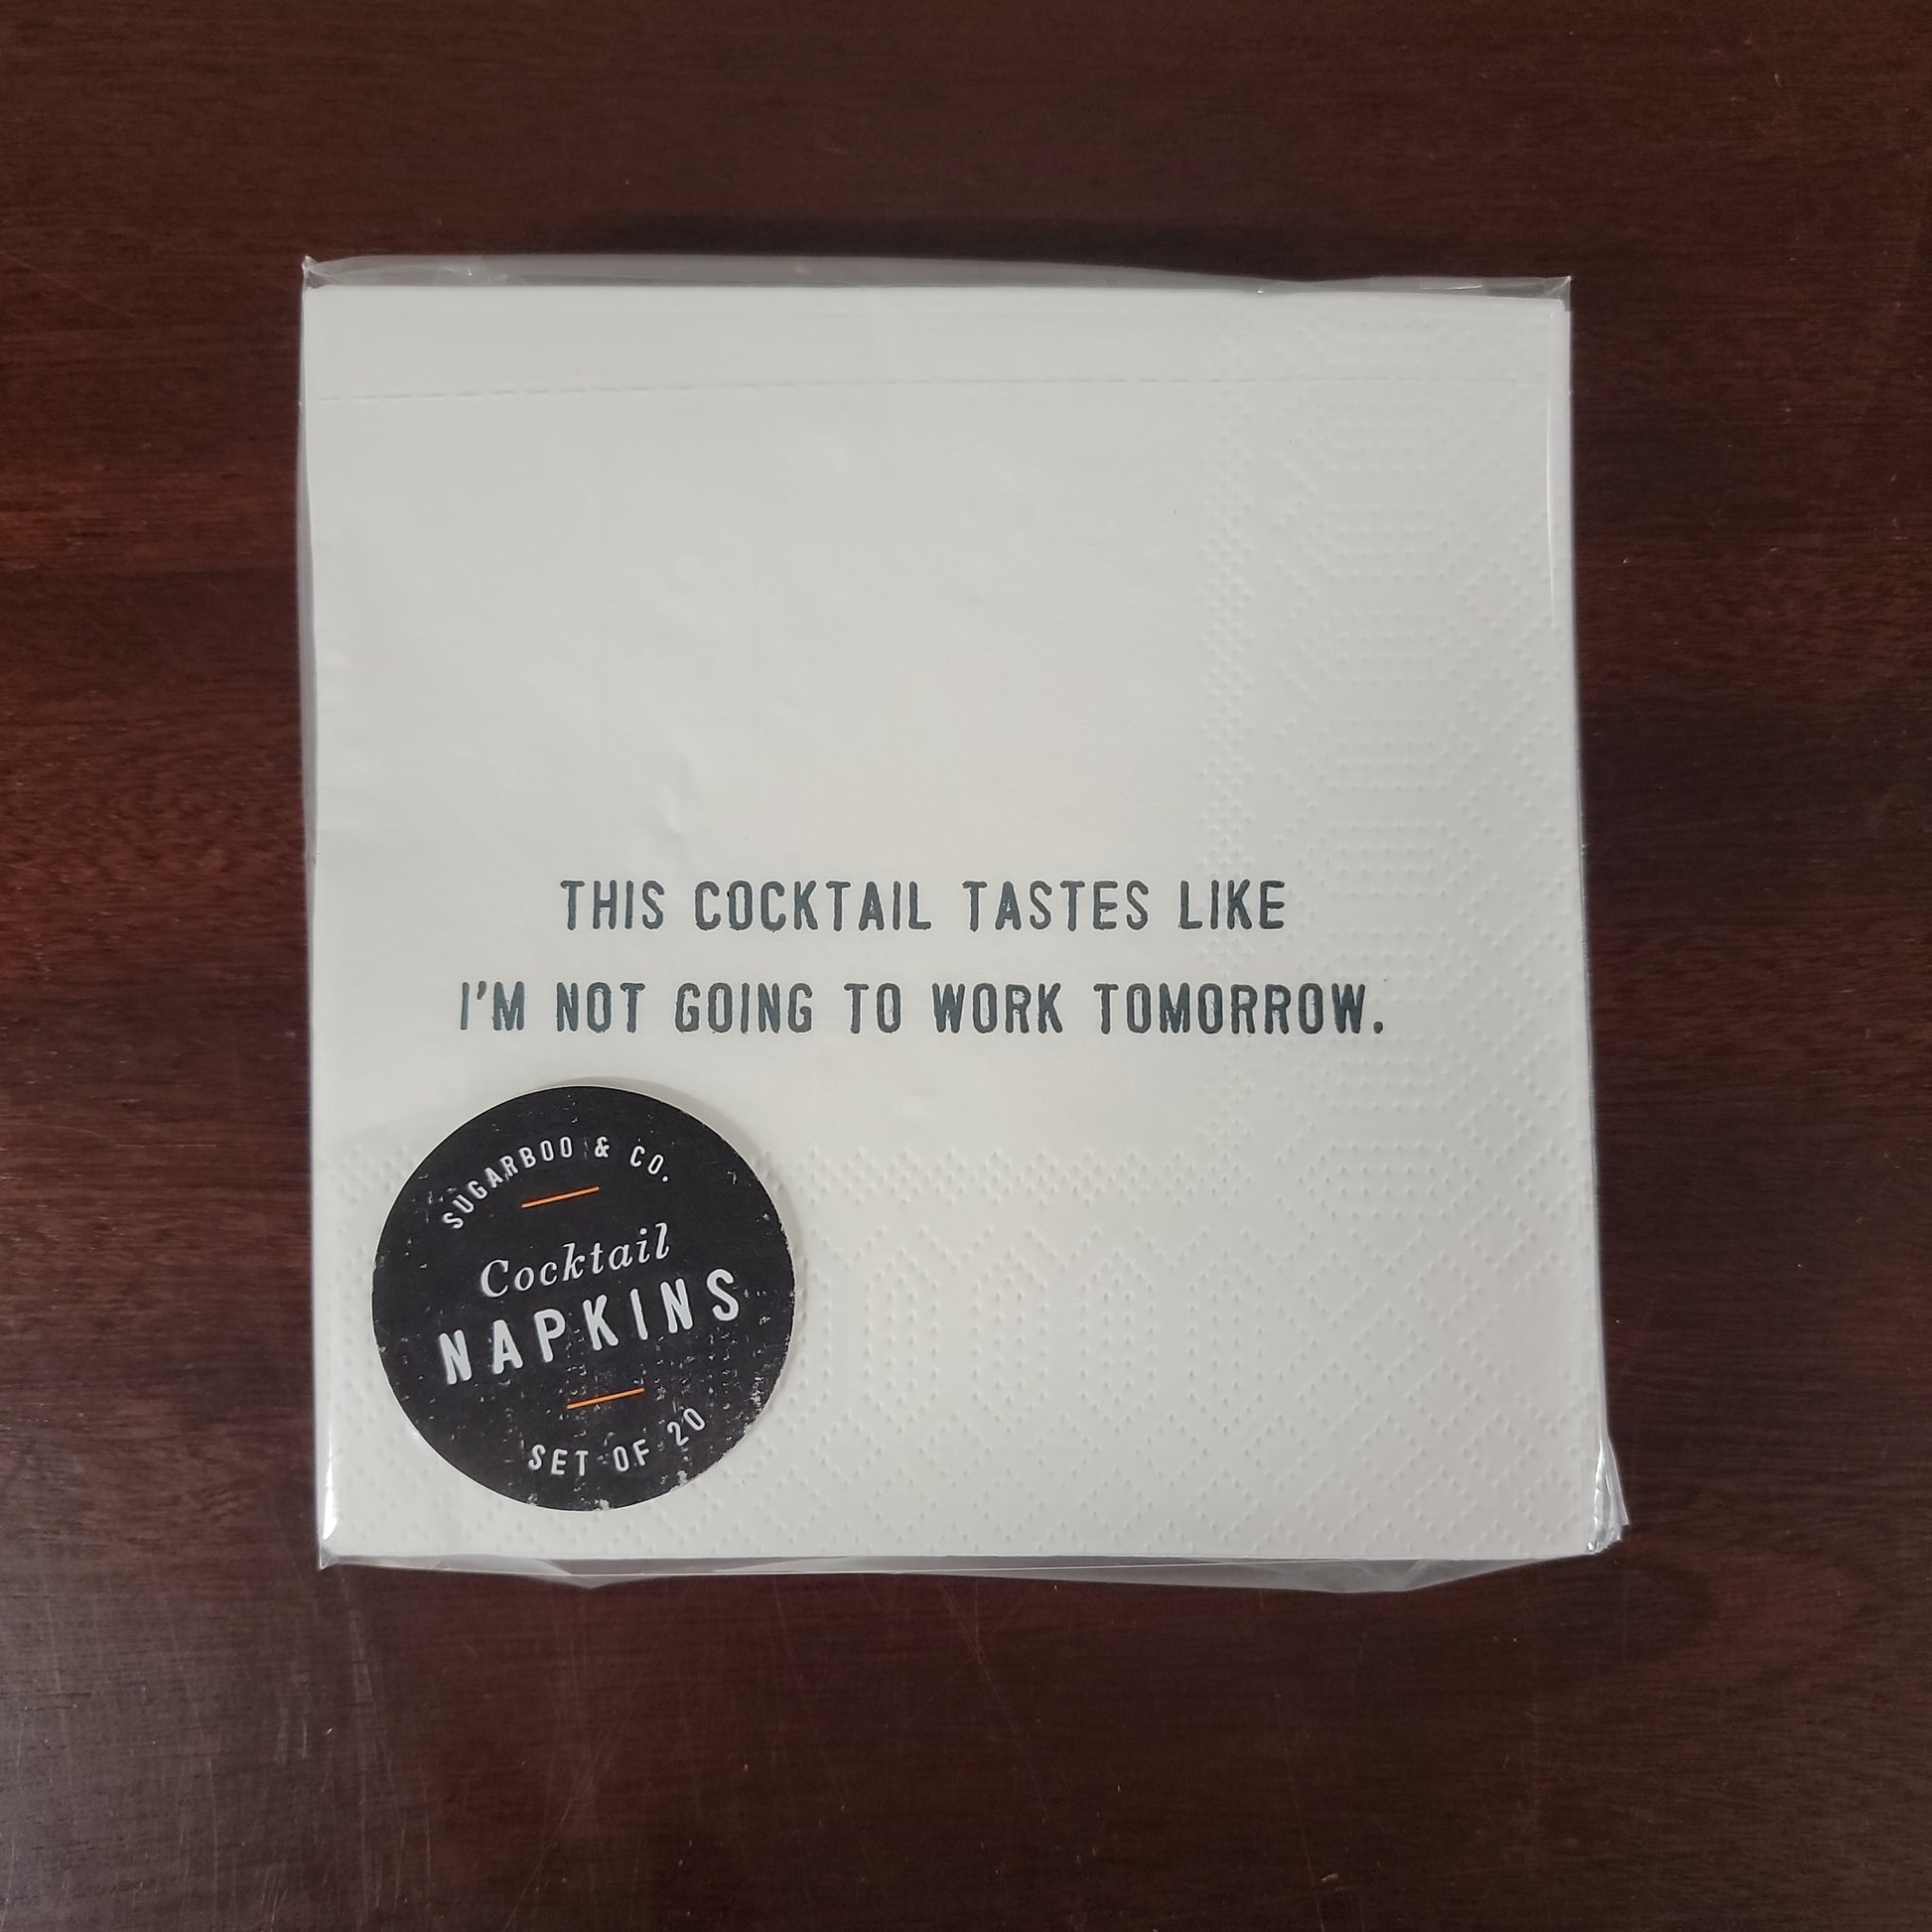 THIS COCKTAIL TASTES LIKE
I'M NOT GOING TO WORK TOMORROW.
SUGARBOO & CO.
Cocktail
NAPKINS
SET OF 20